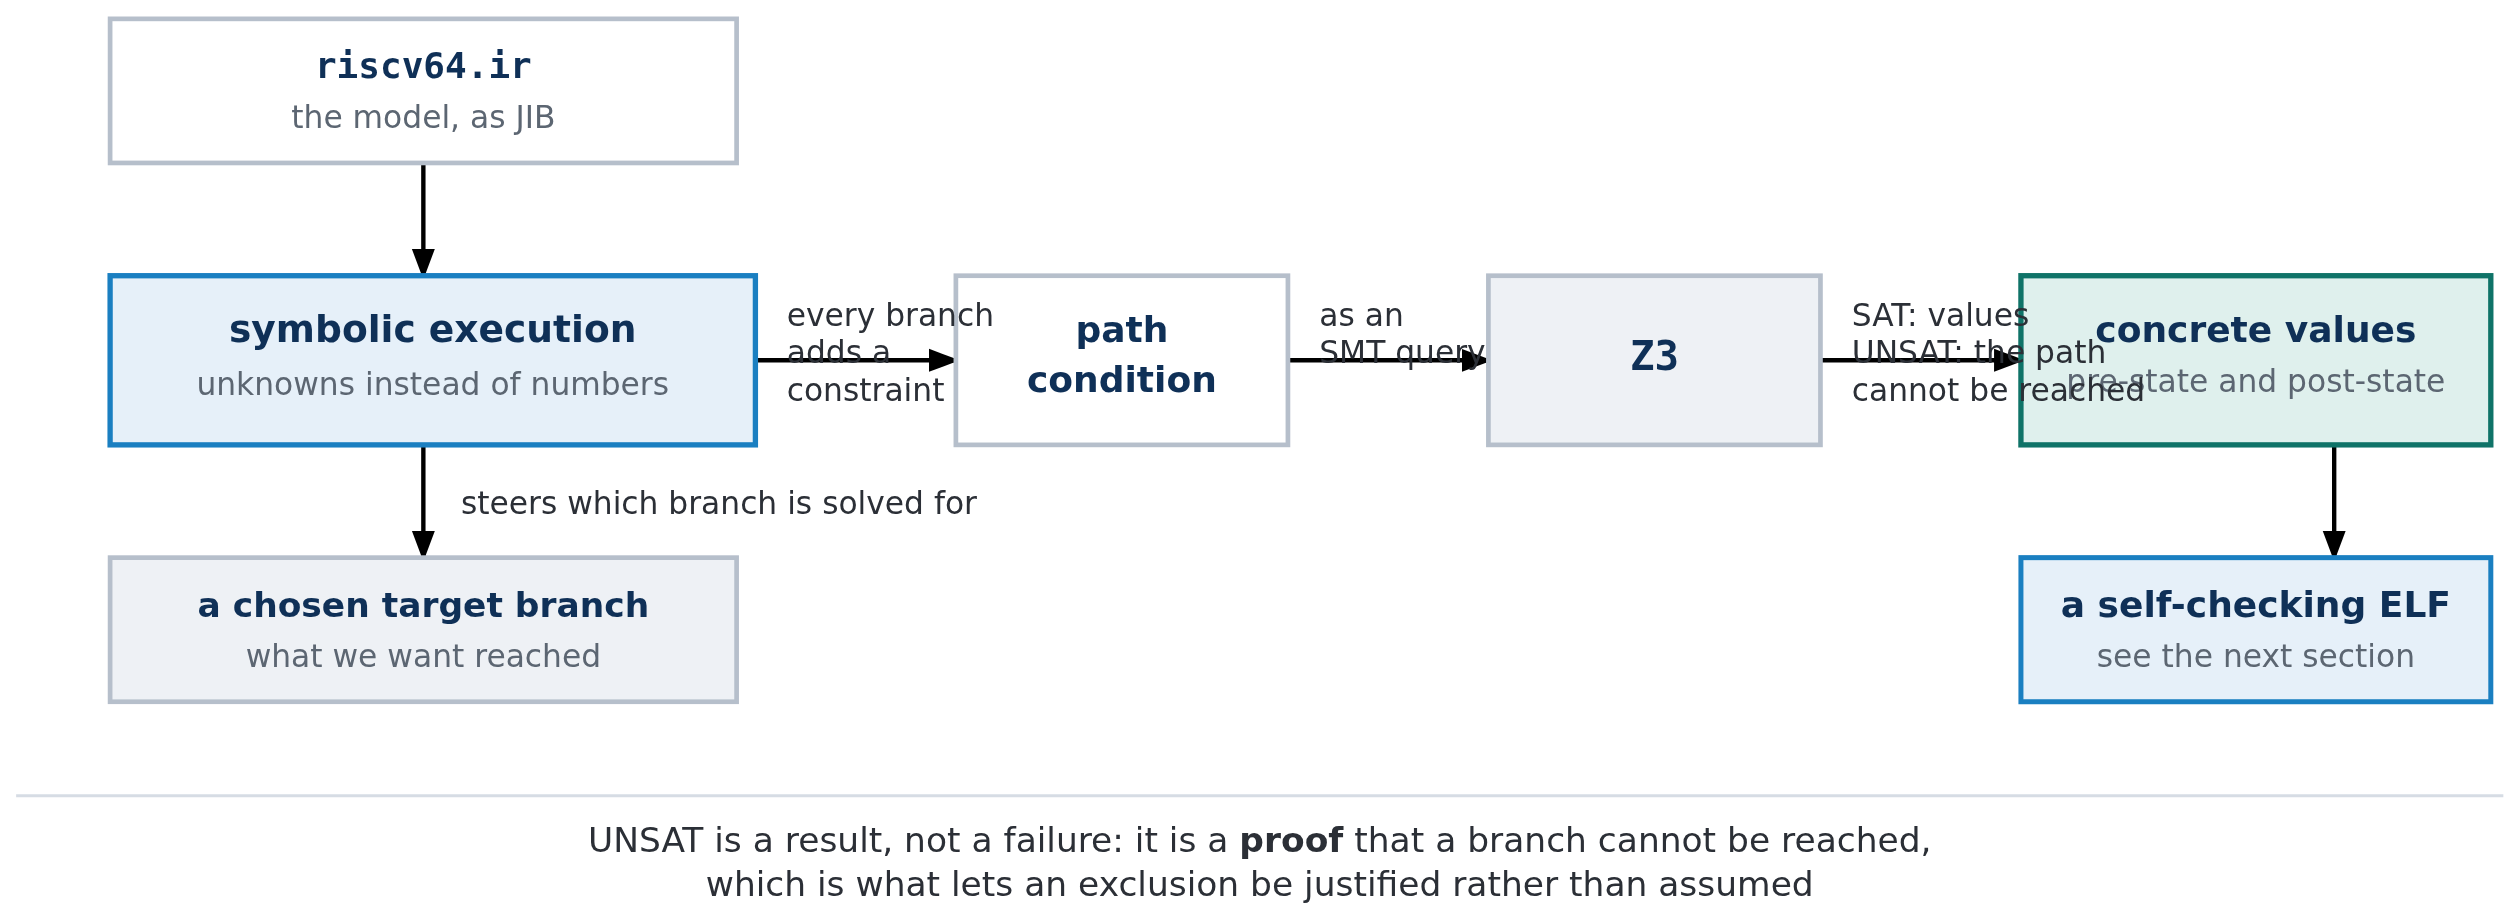 riscv64.ir
the model, as JIB
symbolic execution
unknowns instead of numbers
every branch
adds a
constraint
path
condition
as an
SMT query
Z3
SAT: values
UNSAT: the path
cannot be reached
concrete values
pre-state and post-state
steers which branch is solved for
a chosen target branch
what we want reached
a self-checking ELF
see the next section
UNSAT is a result, not a failure: it is a proof that a branch cannot be reached,
which is what lets an exclusion be justified rather than assumed